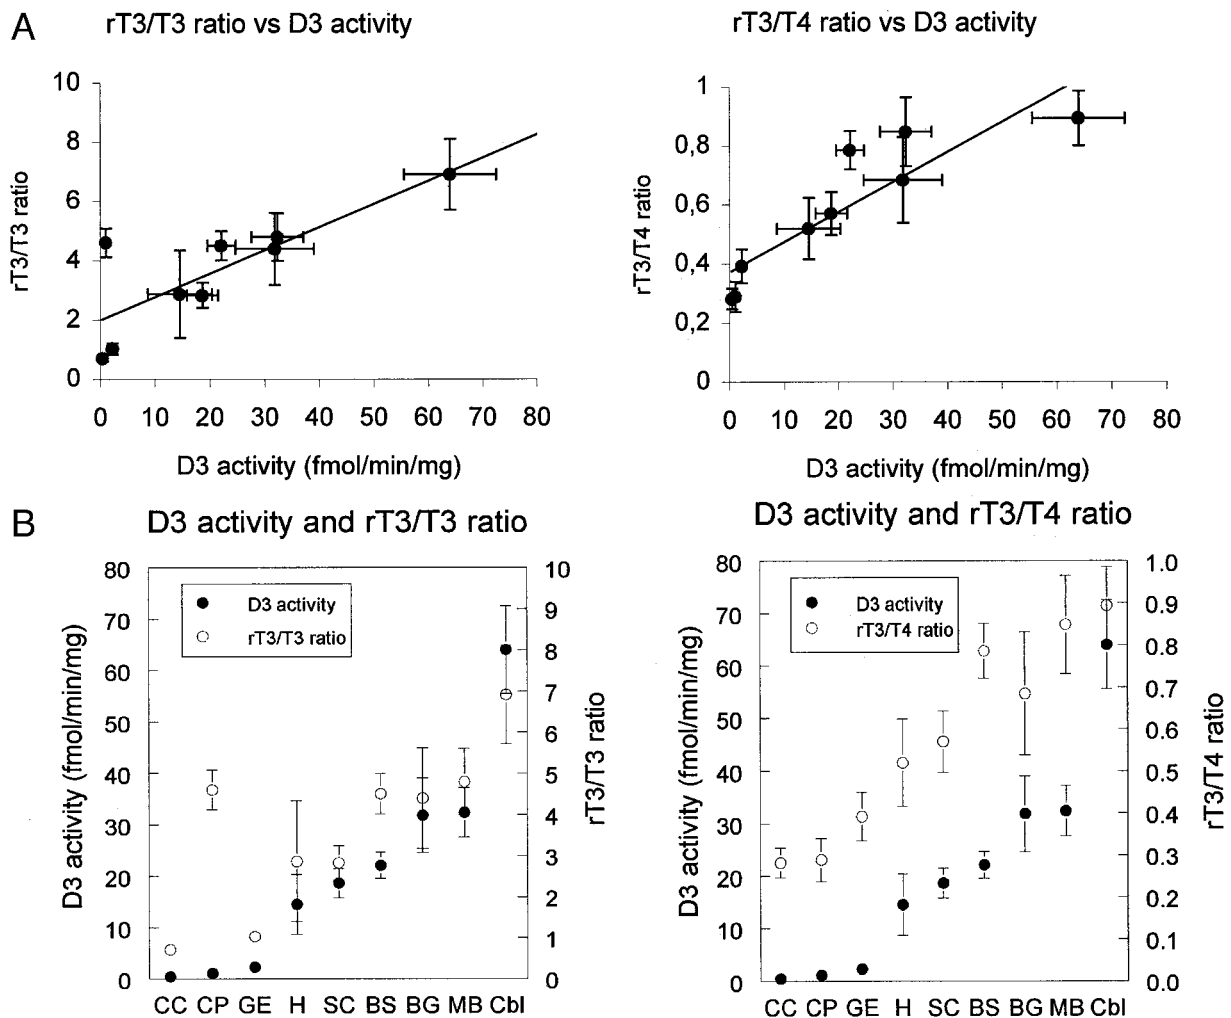 A
rT3/T3 ratio vs D3 activity
rT3/T3 ratio
10
8
6
4
2
0
0 10 20 30 40 50 60 70 80
D3 activity (fmol/min/mg)
rT3/T4 ratio vs D3 activity
rT3/T4 ratio
1
0,8
0,6
0,4
0,2
0
0 10 20 30 40 50 60 70 80
D3 activity (fmol/min/mg)
B
D3 activity and rT3/T3 ratio
D3 activity (fmol/min/mg)
80
70
60
50
40
30
20
10
0
D3 activity
rT3/T3 ratio
10
9
8
7
6
5
4
3
2
1
0
rT3/T3 ratio
CC CP GE H SC BS BG MB Cbl
D3 activity and rT3/T4 ratio
D3 activity (fmol/min/mg)
80
70
60
50
40
30
20
10
0
D3 activity
rT3/T4 ratio
1.0
0.9
0.8
0.7
0.6
0.5
0.4
0.3
0.2
0.1
0.0
rT3/T4 ratio
CC CP GE H SC BS BG MB Cbl